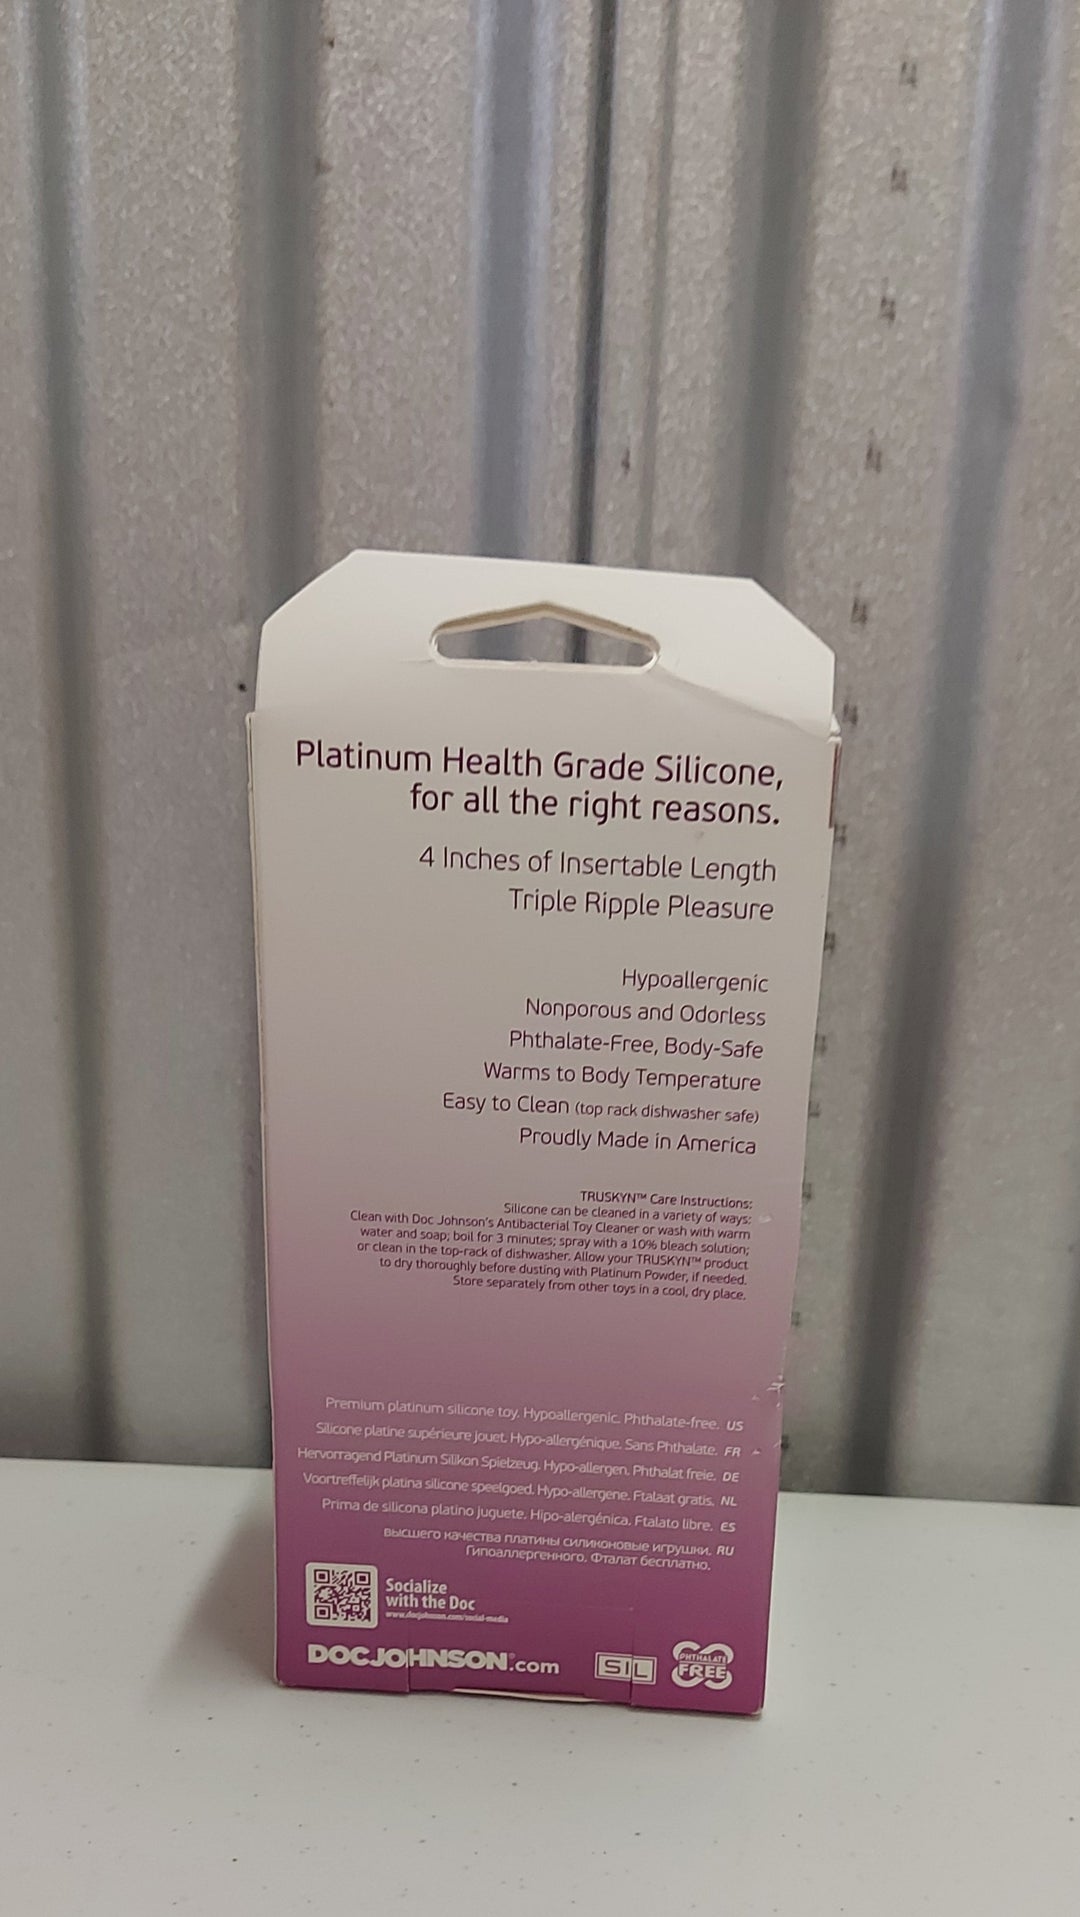 Platinum Health Grade Silicone,
for all the right reasons.
4 Inches of Insertable Length
Triple Ripple Pleasure
Hypoallergenic
Nonporous and Odorless
Phthalate-Free, Body-Safe
Warms to Body Temperature
Easy to Clean (top rack dishwasher safe)
Proudly Made in America
TRUSKYN™ Care Instructions:
Silicone can be cleaned in a variety of ways:
Clean with Doc Johnson's Antibacterial Toy Cleaner or wash with warm
water and soap; boil for 3 minutes; spray with a 10% bleach solution;
or clean in the top-rack of dishwasher. Allow your TRUSKYN™ product
to dry thoroughly before dusting with Platinum Powder, if needed.
Store separately from other toys in a cool, dry place.
Premium platinum silicone toy. Hypoallergenic. Phthalate-free. US
Silicone platine supérieure jouet. Hypo-allergénique. Sans Phthalate. FR
Hervorragend Platinum Silikon Spielzeug. Hypo-allergen. Phthalat freie. DE
Voortreffelijk platina silicone speelgoed. Hypo-allergene. Ftalaat gratis. NL
Prima de silicona platino juguete. Hipo-alergénica. Ftalato libre. ES
высшего качества платины силиконовые игрушки. RU
Гипоаллергенного. Фталат бесплатно.
Socialize
with the Doc
www.docjohnson.com/social-media
DOC JOHNSON®.com
SIL
PHTHALATE
FREE